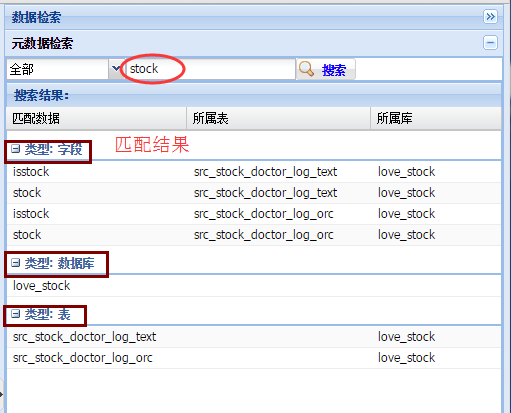 数据检索
元数据检索
全部 stock 搜索
搜索结果:
匹配数据 所属表 所属库
类型: 字段 匹配结果
isstock src_stock_doctor_log_text love_stock
stock src_stock_doctor_log_text love_stock
isstock src_stock_doctor_log_orc love_stock
stock src_stock_doctor_log_orc love_stock
类型: 数据库
love_stock
类型: 表
src_stock_doctor_log_text love_stock
src_stock_doctor_log_orc love_stock